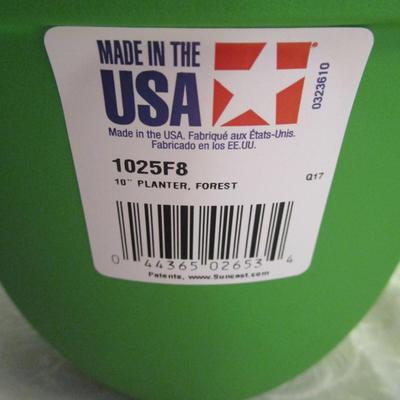 MADE IN THE
USA
0323610
Made in the USA. Fabriqué aux États-Unis.
Fabricado en los EE.UU.
1025F8
10" PLANTER, FOREST
Q17
0 44365 02653 4
Patents, www.Suncast.com